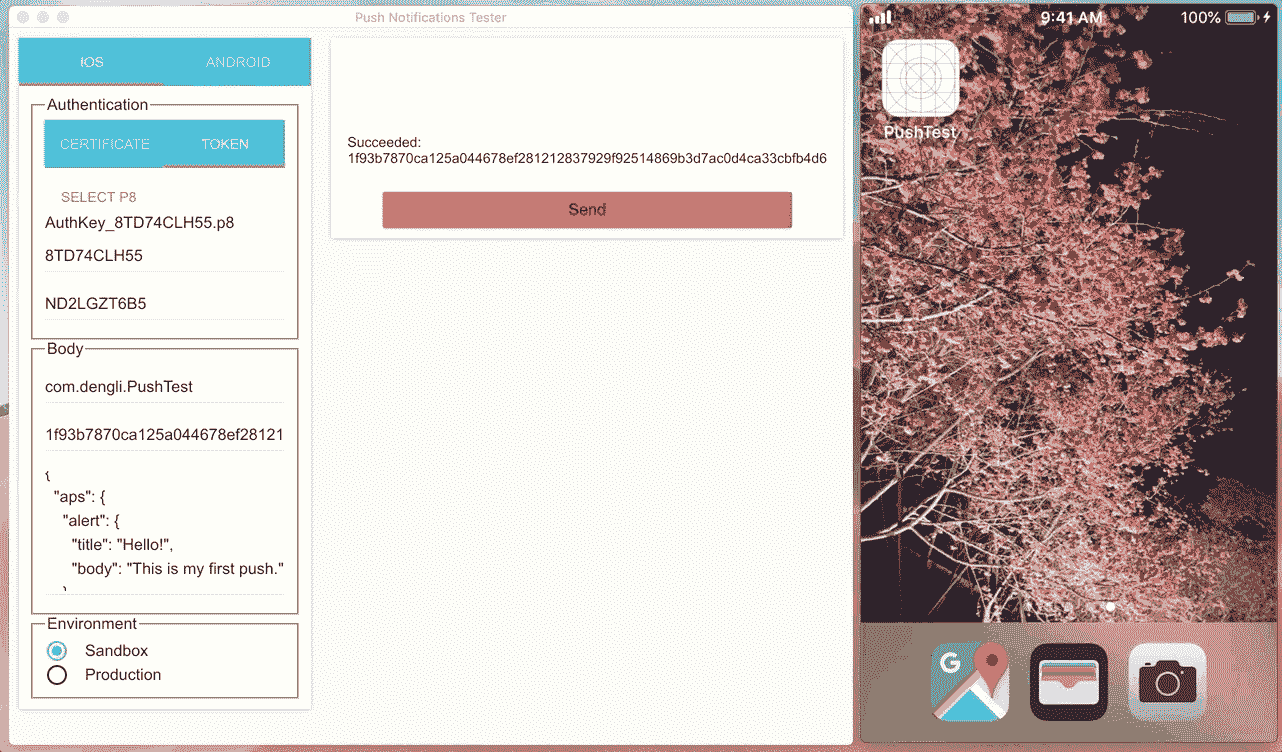 Push Notifications Tester
IOS
ANDROID
Authentication
CERTIFICATE
TOKEN
SELECT P8
AuthKey_8TD74CLH55.p8
8TD74CLH55
ND2LGZT6B5
Body
com.dengli.PushTest
1f93b7870ca125a044678ef28121
{
"aps": {
"alert": {
"title": "Hello!",
"body": "This is my first push."
}
Environment
Sandbox
Production
Succeeded:
1f93b7870ca125a044678ef281212837929f92514869b3d7ac0d4ca33cbfb4d6
Send
9:41 AM
100%
PushTest
G